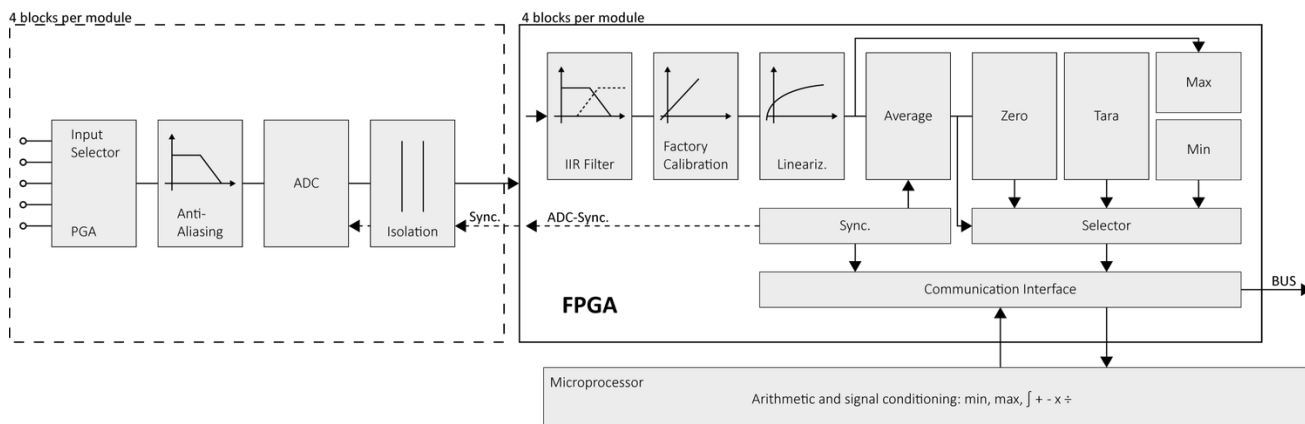 4 blocks per module
Input
Selector
PGA
Anti-
Aliasing
ADC
Isolation
Sync.
4 blocks per module
IIR Filter
Factory
Calibration
Lineariz.
Average
Zero
Tara
Max
Min
ADC-Sync.
Sync.
Selector
Communication Interface
BUS
FPGA
Microprocessor
Arithmetic and signal conditioning: min, max, ∫ + - x ÷